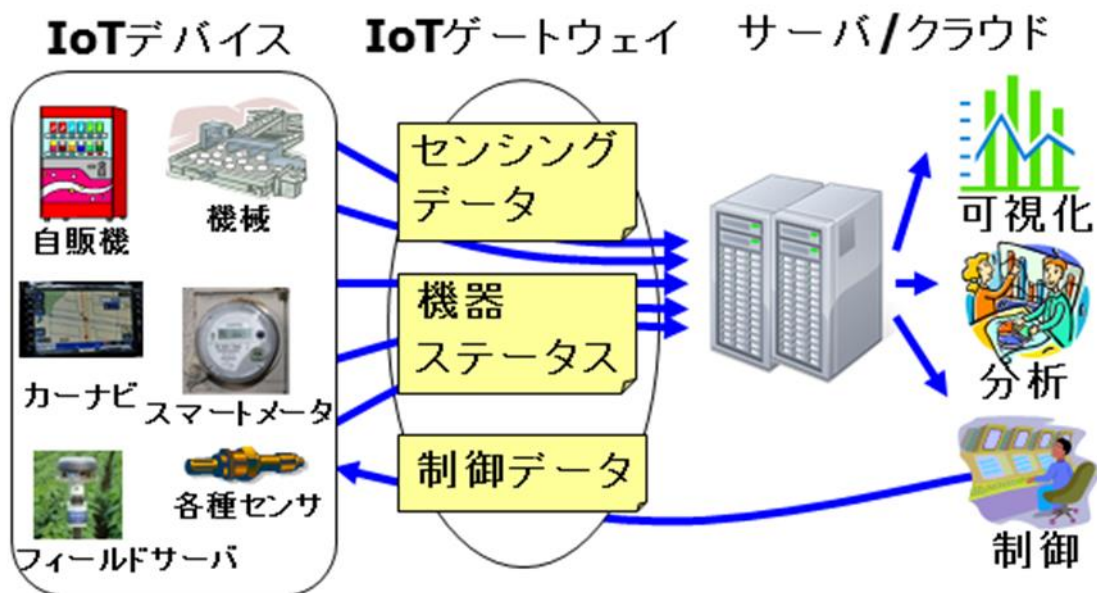 IoTデバイス
IoTゲートウェイ
サーバ/クラウド
自販機
機械
カーナビ
スマートメータ
フィールドサーバ
各種センサ
センシング
データ
機器
ステータス
制御データ
可視化
分析
制御